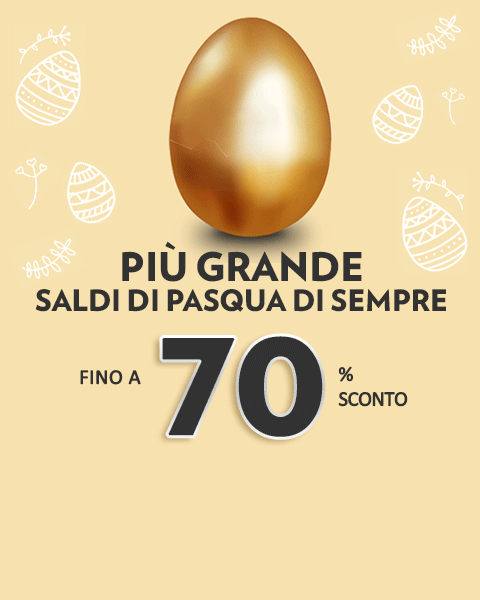 PIÙ GRANDE
SALDI DI PASQUA DI SEMPRE
FINO A 70 % SCONTO